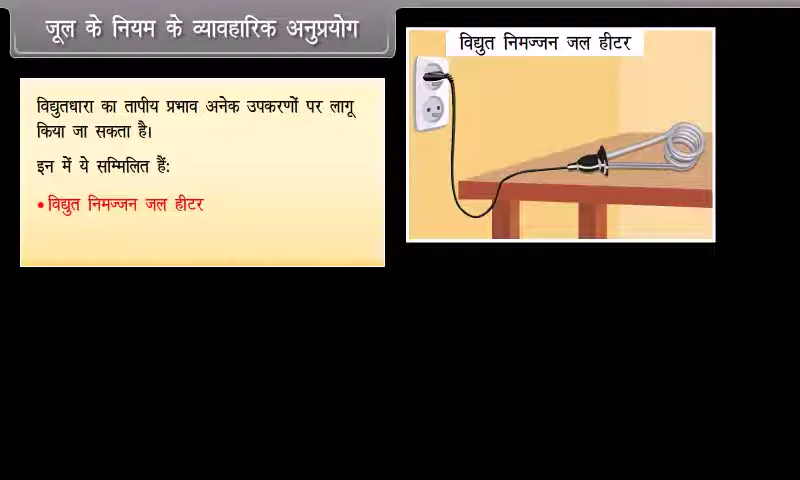 जूल के नियम के व्यावहारिक अनुप्रयोग
विद्युत निमज्जन जल हीटर
विद्युतधारा का तापीय प्रभाव अनेक उपकरणों पर लागू
किया जा सकता है।
इन में ये सम्मिलित हैं:
• विद्युत निमज्जन जल हीटर